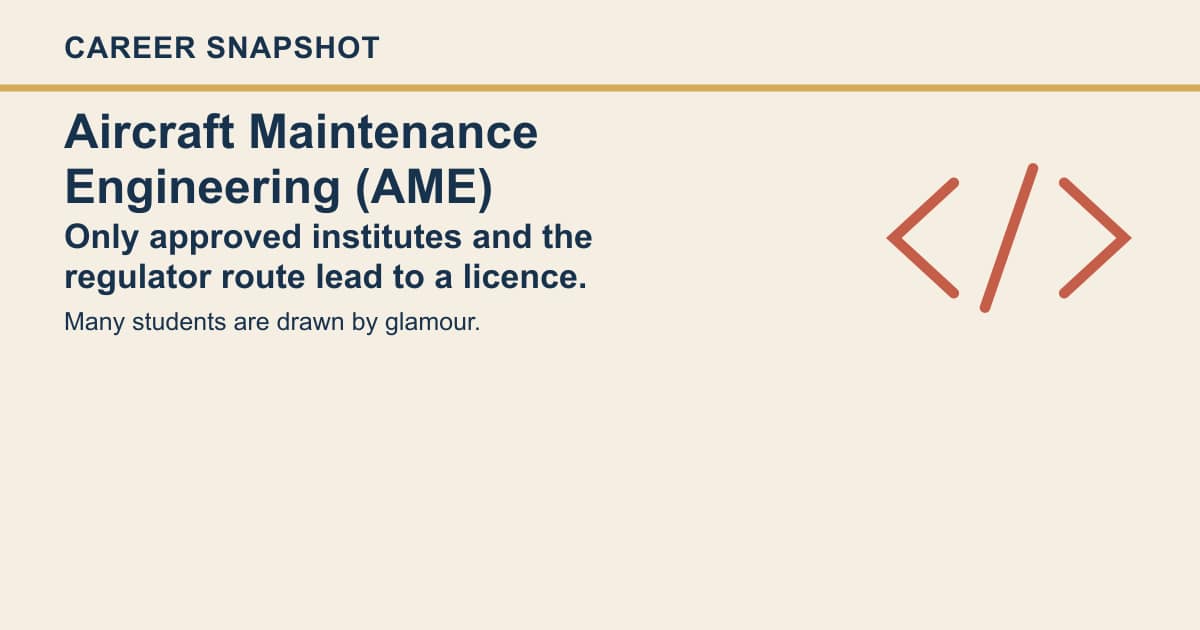 CAREER SNAPSHOT
Aircraft Maintenance
Engineering (AME)
Only approved institutes and the
regulator route lead to a licence.
Many students are drawn by glamour.